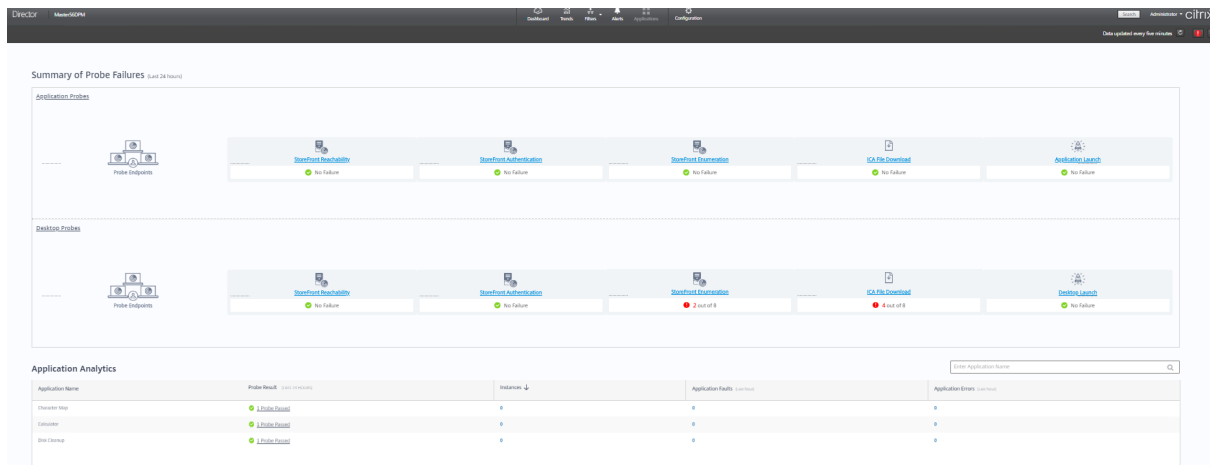 Director MasterSGDPM Dashboard Trends Filters Alerts Applications Configuration Search Administrator citrix
Data updated every five minutes
Summary of Probe Failures (Last 24 hours)
Application Probes
Probe Endpoints
StoreFront Reachability StoreFront Authentication StoreFront Enumeration ICA File Download Application Launch
No Failure No Failure No Failure No Failure No Failure
Desktop Probes
Probe Endpoints
StoreFront Reachability StoreFront Authentication StoreFront Enumeration ICA File Download Desktop Launch
No Failure No Failure 2 out of 8 4 out of 8 No Failure
Application Analytics
Enter Application Name
Application Name Probe Result Instances Application Faults (Last hour) Application Errors (Last hour)
Character Map 1 Probe Passed 0 0 0
Calculator 1 Probe Passed 0 0 0
Disk Cleanup 1 Probe Passed 0 0 0